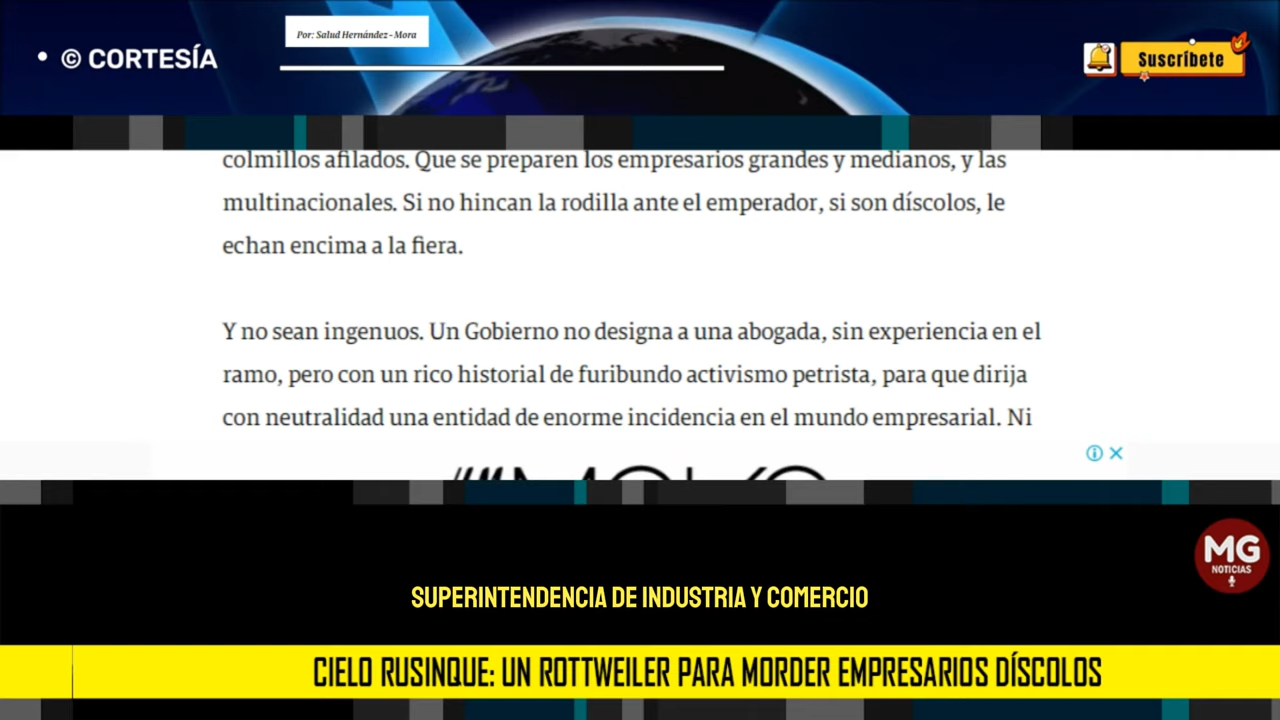 Por: Salud Hernández-Mora
• © CORTESÍA
Suscríbete
colmillos afilados. Que se preparen los empresarios grandes y medianos, y las
multinacionales. Si no hincan la rodilla ante el emperador, si son díscolos, le
echan encima a la fiera.
Y no sean ingenuos. Un Gobierno no designa a una abogada, sin experiencia en el
ramo, pero con un rico historial de furibundo activismo petrista, para que dirija
con neutralidad una entidad de enorme incidencia en el mundo empresarial. Ni
MG
NOTICIAS
SUPERINTENDENCIA DE INDUSTRIA Y COMERCIO
CIELO RUSINQUE: UN ROTTWEILER PARA MORDER EMPRESARIOS DÍSCOLOS